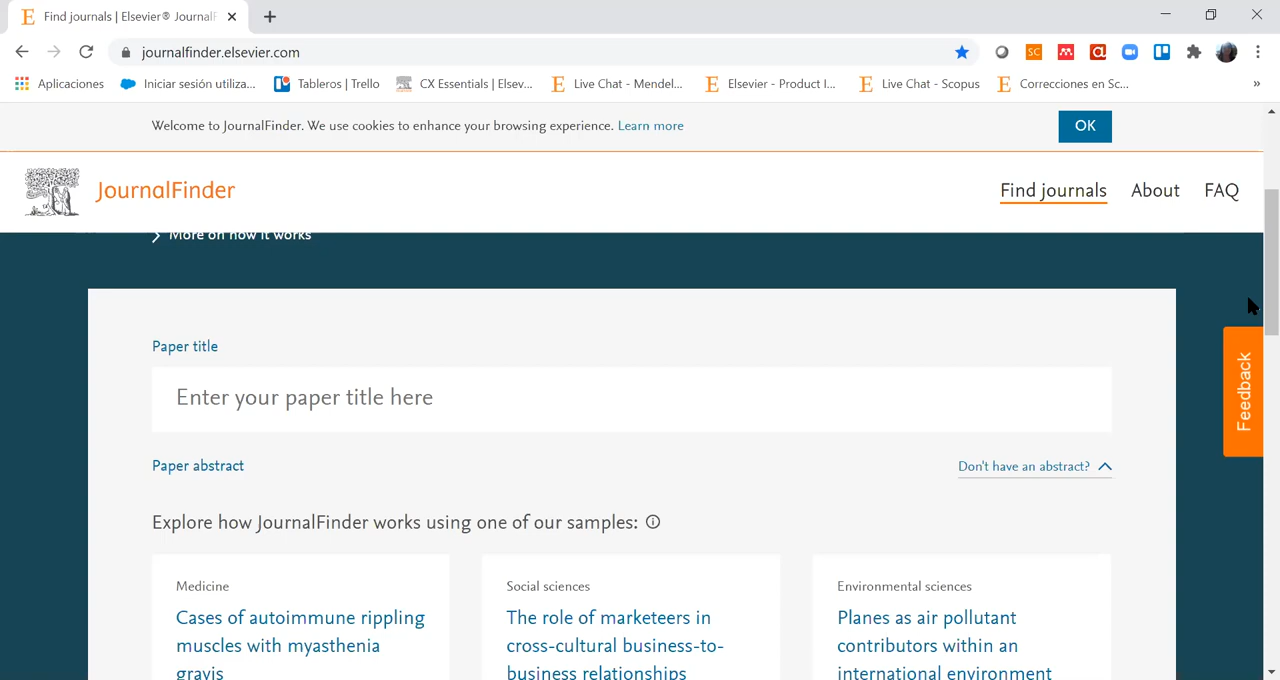 Find journals | Elsevier® JournalF
journalfinder.elsevier.com
SC
Aplicaciones
Iniciar sesión utiliza...
Tableros | Trello
CX Essentials | Elsev...
Live Chat - Mendel...
Elsevier - Product I...
Live Chat - Scopus
Correcciones en Sc...
»
Welcome to JournalFinder. We use cookies to enhance your browsing experience. Learn more
OK
JournalFinder
Find journals
About
FAQ
More on how it works
Feedback
Paper title
Enter your paper title here
Paper abstract
Don't have an abstract?
Explore how JournalFinder works using one of our samples:
Medicine
Cases of autoimmune rippling
muscles with myasthenia
gravis
Social sciences
The role of marketeers in
cross-cultural business-to-
business relationships
Environmental sciences
Planes as air pollutant
contributors within an
international environment